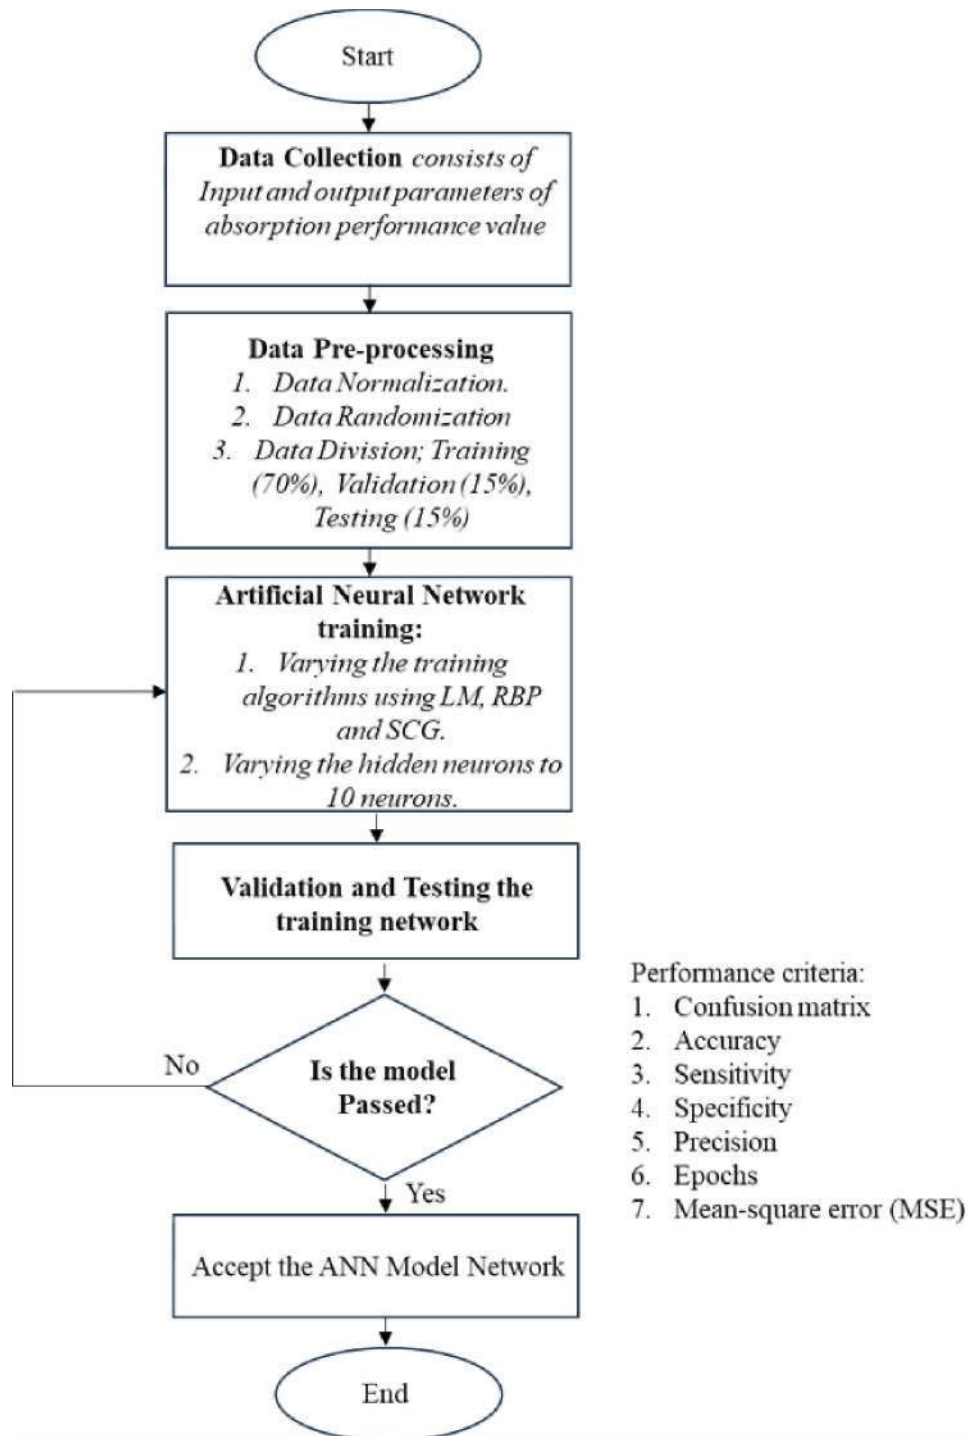 Start
Data Collection consists of
Input and output parameters of
absorption performance value
Data Pre-processing
1. Data Normalization.
2. Data Randomization
3. Data Division; Training
(70%), Validation (15%),
Testing (15%)
Artificial Neural Network
training:
1. Varying the training
algorithms using LM, RBP
and SCG.
2. Varying the hidden neurons to
10 neurons.
Validation and Testing the
training network
Performance criteria:
1. Confusion matrix
2. Accuracy
3. Sensitivity
4. Specificity
5. Precision
6. Epochs
7. Mean-square error (MSE)
No
Is the model
Passed?
Yes
Accept the ANN Model Network
End